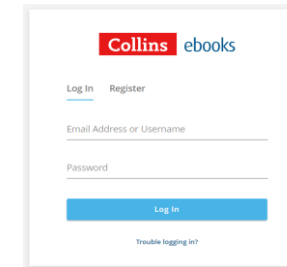 Collins ebooks
Log In Register
Email Address or Username
Password
Log In
Trouble logging in?